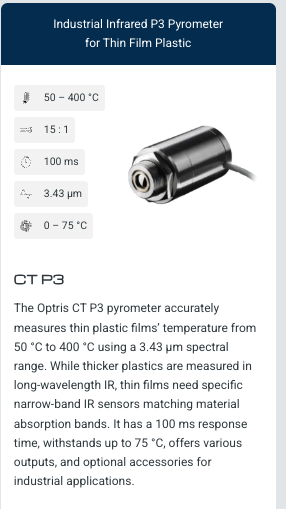 Industrial Infrared P3 Pyrometer
for Thin Film Plastic
50 – 400 °C
15 : 1
100 ms
3.43 µm
0 – 75 °C
CT P3
The Optris CT P3 pyrometer accurately
measures thin plastic films’ temperature from
50 °C to 400 °C using a 3.43 µm spectral
range. While thicker plastics are measured in
long-wavelength IR, thin films need specific
narrow-band IR sensors matching material
absorption bands. It has a 100 ms response
time, withstands up to 75 °C, offers various
outputs, and optional accessories for
industrial applications.